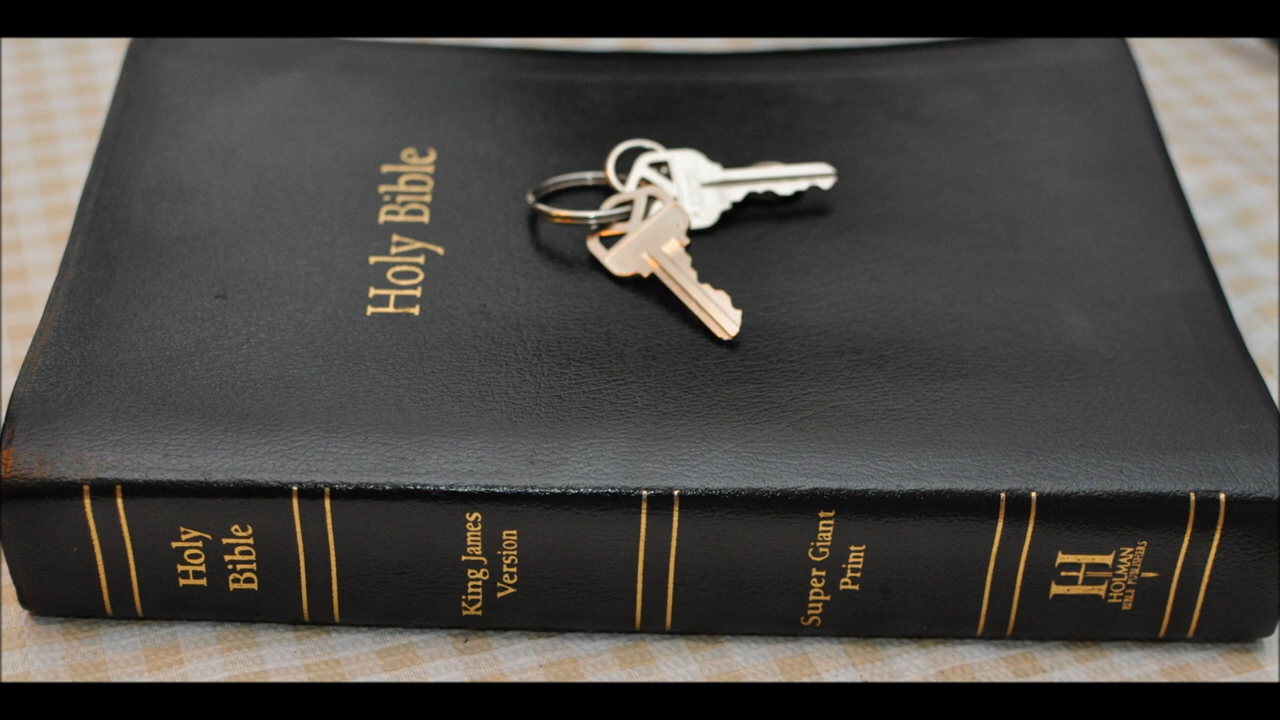 Holy Bible
Holy
Bible
King James
Version
Super Giant
Print
HOLMAN
BIBLE PUBLISHERS